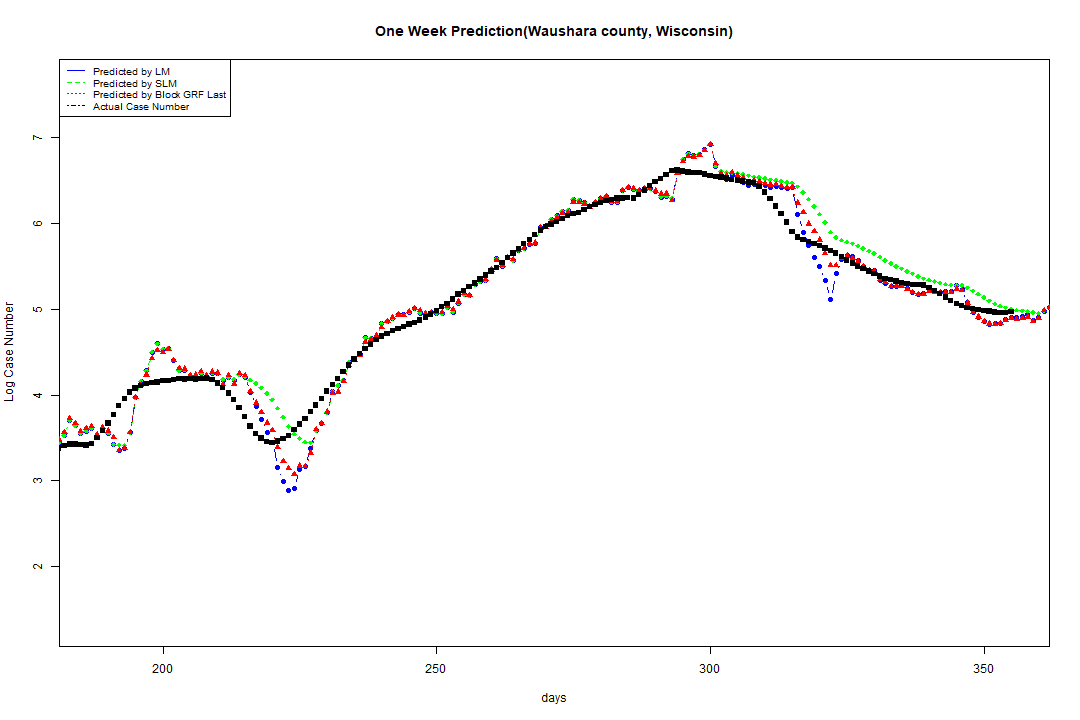 One Week Prediction(Waushara county, Wisconsin)
Predicted by LM
Predicted by SLM
Predicted by Block GRF Last
Actual Case Number
7
6
5
4
3
2
Log Case Number
200 250 300 350
days